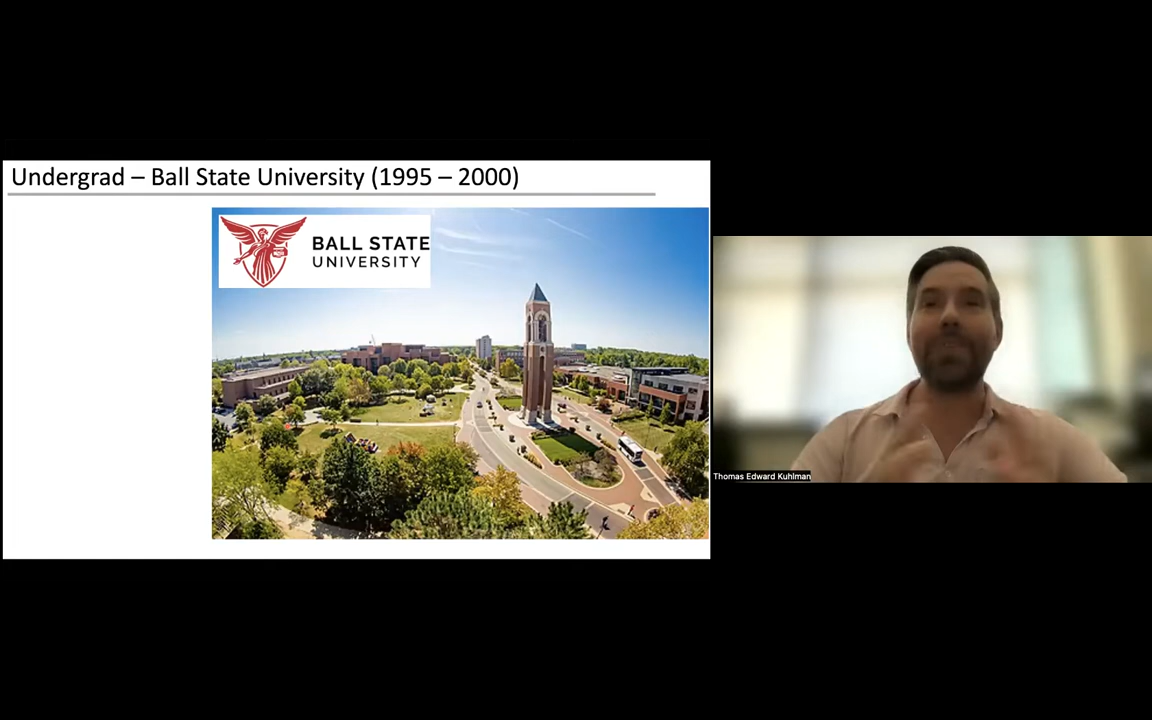 Undergrad – Ball State University (1995 – 2000)
BALL STATE
UNIVERSITY
Thomas Edward Kuhlman